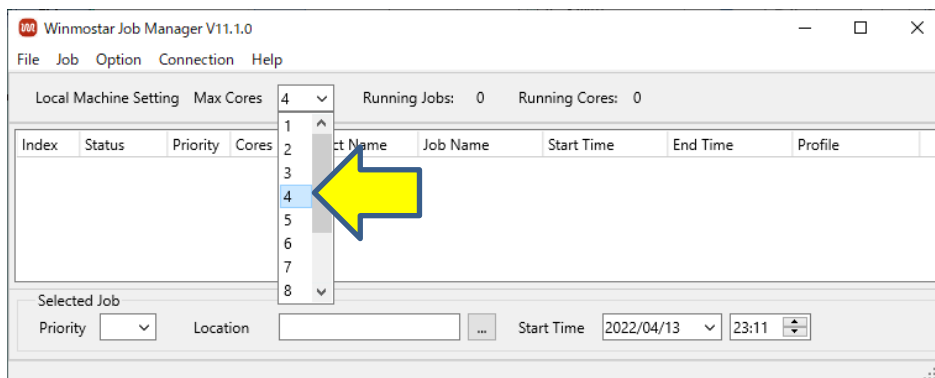 Winmostar Job Manager V11.1.0
File Job Option Connection Help
Local Machine Setting Max Cores 4 Running Jobs: 0 Running Cores: 0
Index Status Priority Cores ct Name Job Name Start Time End Time Profile
1
2
3
4
5
6
7
8
Selected Job
Priority Location ... Start Time 2022/04/13 23:11